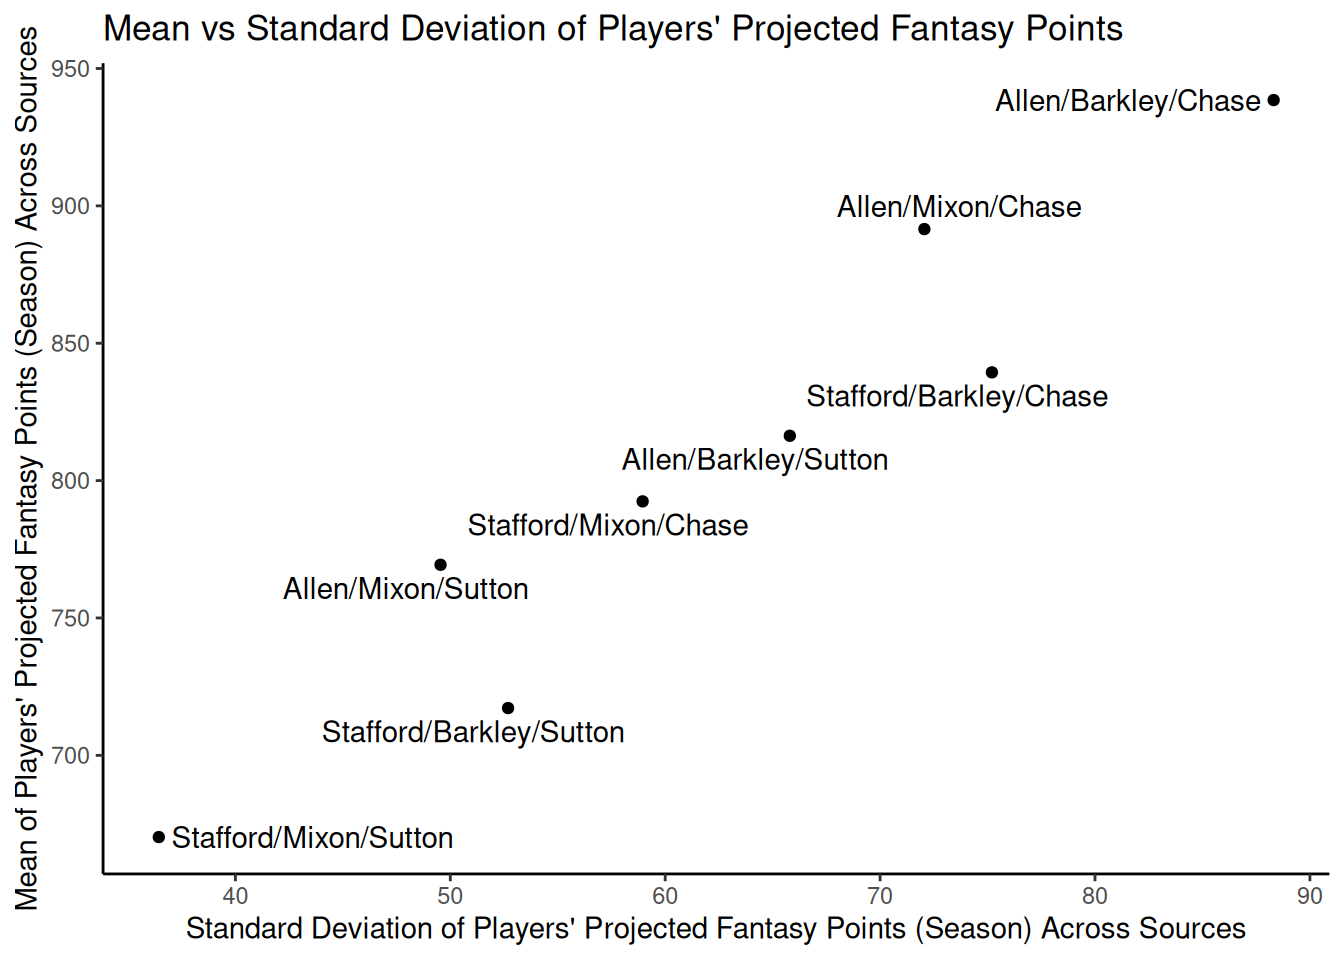 Mean vs Standard Deviation of Players' Projected Fantasy Points
Mean of Players' Projected Fantasy Points (Season) Across Sources
950
900
850
800
750
700
Allen/Barkley/Chase
Allen/Mixon/Chase
Stafford/Barkley/Chase
Allen/Barkley/Sutton
Stafford/Mixon/Chase
Allen/Mixon/Sutton
Stafford/Barkley/Sutton
Stafford/Mixon/Sutton
40 50 60 70 80 90
Standard Deviation of Players' Projected Fantasy Points (Season) Across Sources